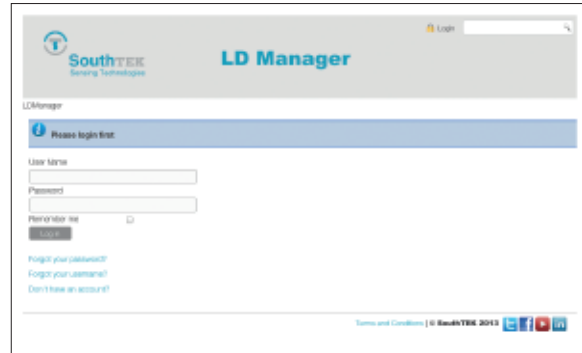 Login
SouthTEK
Sensing Technologies
LD Manager
LDManager
Please login first
User Name
Password
Remember me
Log in
Forgot your password?
Forgot your username?
Don't have an account?
Terms and Conditions | © SouthTEK 2013